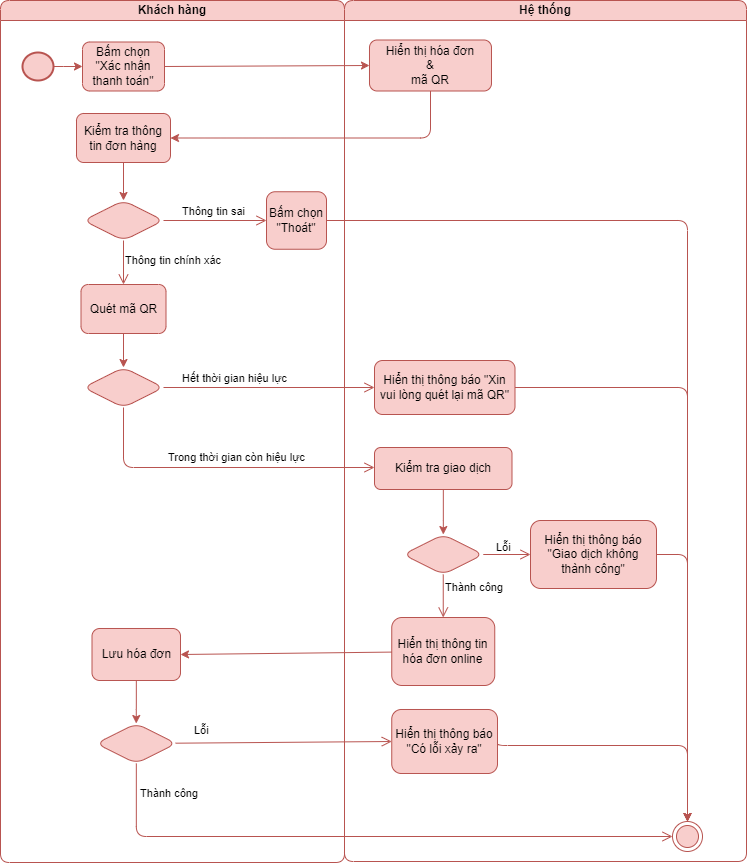 Khách hàng
Hệ thống
Bấm chọn
"Xác nhận
thanh toán"
Hiển thị hóa đơn
&
mã QR
Kiểm tra thông
tin đơn hàng
Thông tin sai
Bấm chọn
"Thoát"
Thông tin chính xác
Quét mã QR
Hết thời gian hiệu lực
Hiển thị thông báo "Xin
vui lòng quét lại mã QR"
Trong thời gian còn hiệu lực
Kiểm tra giao dịch
Lỗi
Hiển thị thông báo
"Giao dịch không
thành công"
Thành công
Hiển thị thông tin
hóa đơn online
Lưu hóa đơn
Lỗi
Hiển thị thông báo
"Có lỗi xảy ra"
Thành công